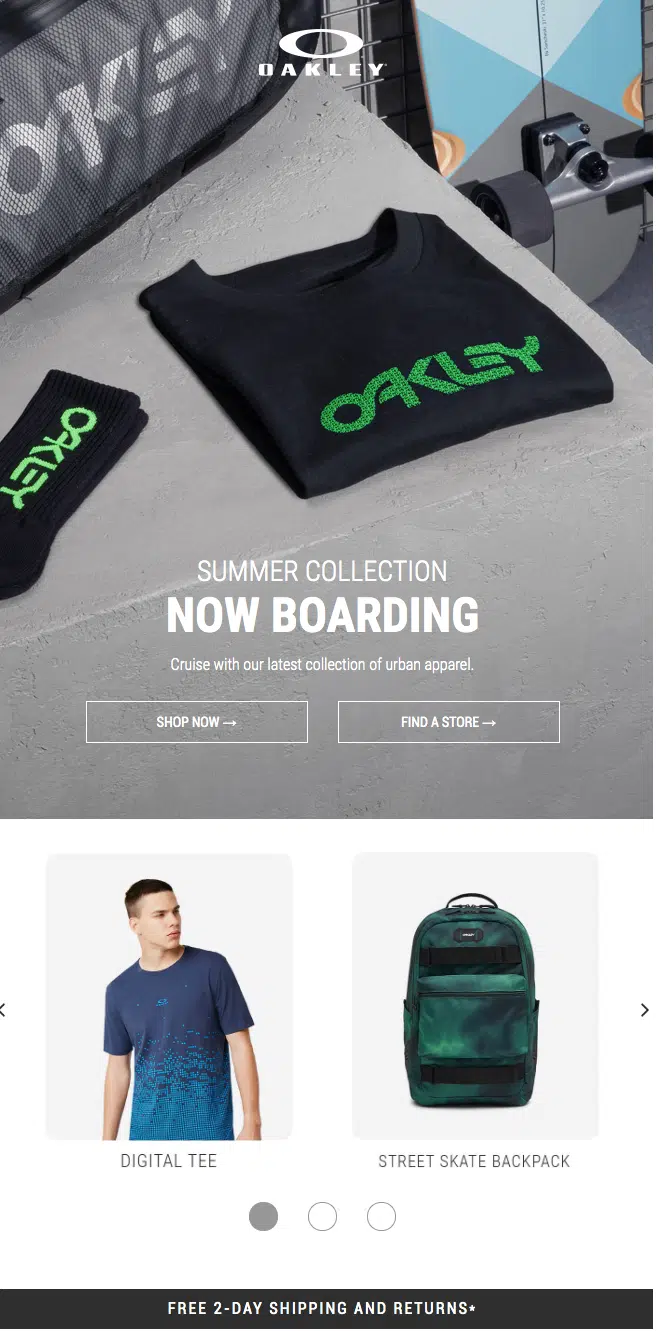 OAKLEY
OAKLEY
OAKLEY
OAKLEY
SUMMER COLLECTION
NOW BOARDING
Cruise with our latest collection of urban apparel.
SHOP NOW →
FIND A STORE →
DIGITAL TEE
STREET SKATE BACKPACK
FREE 2-DAY SHIPPING AND RETURNS*